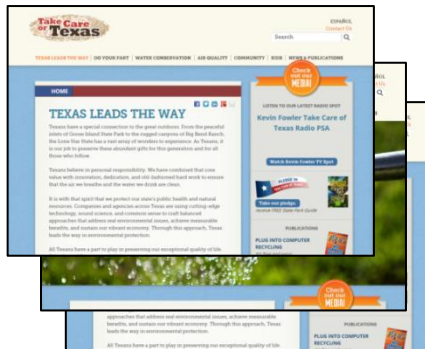 Take Care
of Texas
ESPAÑOL
Contact Us
Search
TEXAS LEADS THE WAY | DO YOUR PART | WATER CONSERVATION | AIR QUALITY | COMMUNITY | KIDS | NEWS & PUBLICATIONS
Check
out our
MEDIA!
HOME
TEXAS LEADS THE WAY
Texans have a special connection to the great outdoors. From the peaceful
inlets of Goose Island State Park to the rugged canyons of Big Bend Ranch,
the Lone Star State has a vast array of wonders to experience. As Texans, it
is our job to preserve these abundant gifts for this generation and for all
those who follow.
Texans believe in personal responsibility. We have combined that core
value with innovation, dedication, and old-fashioned hard work to ensure
that the air we breathe and the water we drink are clean.
It is with that spirit that we protect our state's public health and natural
resources. Companies and agencies across Texas are using cutting-edge
technology, sound science, and common sense to craft balanced
approaches that address real environmental issues, achieve measurable
benefits, and sustain our vibrant economy. Through this approach, Texas
leads the way in environmental protection.
All Texans have a part to play in preserving our exceptional quality of life.
LISTEN TO OUR LATEST RADIO SPOT
Kevin Fowler Take Care of
Texas Radio PSA
Watch Kevin Fowler TV Spot
Take our pledge.
receive FREE State Park Guide
PUBLICATIONS
PLUG INTO COMPUTER
RECYCLING
Check
out our
MEDIA!
approaches that address real environmental issues, achieve measurable
benefits, and sustain our vibrant economy. Through this approach, Texas
leads the way in environmental protection.
All Texans have a part to play in preserving our exceptional quality of life.
PUBLICATIONS
PLUG INTO COMPUTER
RECYCLING